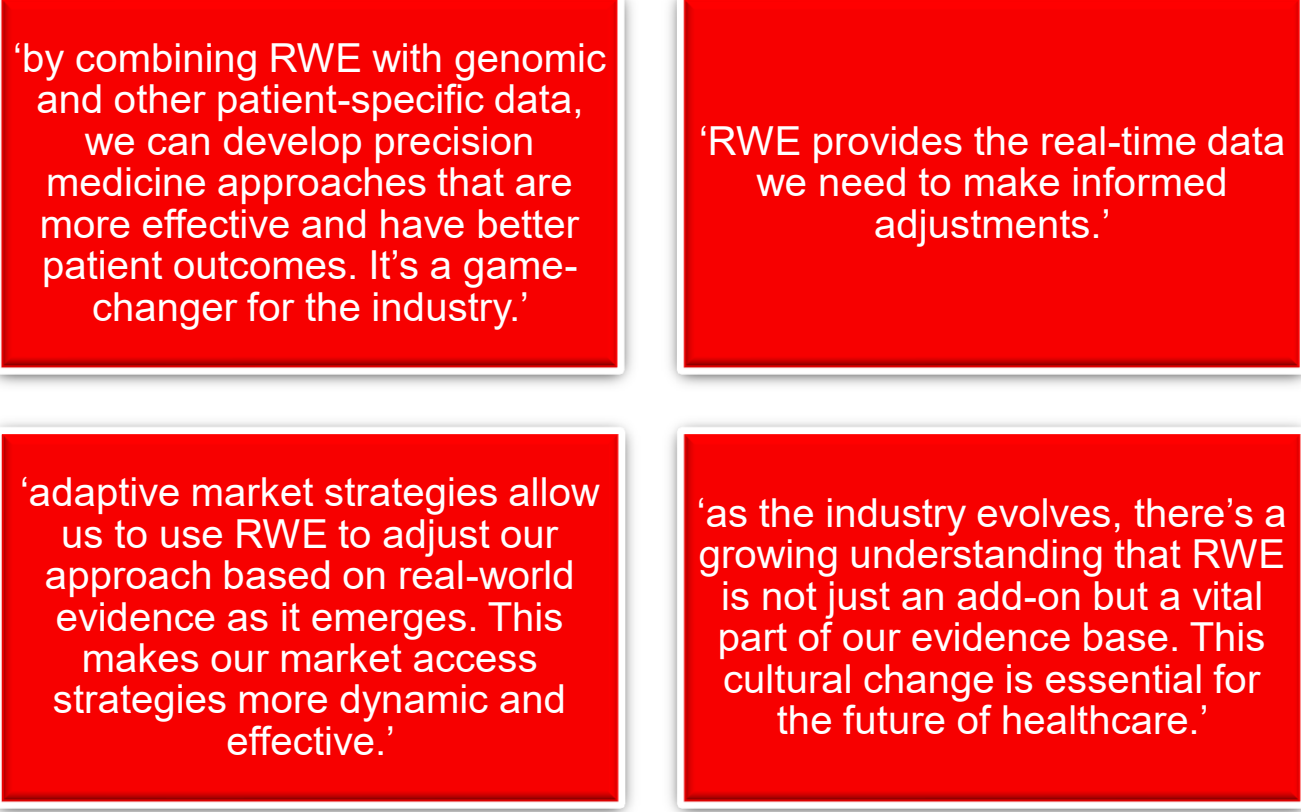 ‘by combining RWE with genomic
and other patient-specific data,
we can develop precision
medicine approaches that are
more effective and have better
patient outcomes. It’s a game-
changer for the industry.’
‘RWE provides the real-time data
we need to make informed
adjustments.’
‘adaptive market strategies allow
us to use RWE to adjust our
approach based on real-world
evidence as it emerges. This
makes our market access
strategies more dynamic and
effective.’
‘as the industry evolves, there’s a
growing understanding that RWE
is not just an add-on but a vital
part of our evidence base. This
cultural change is essential for
the future of healthcare.’